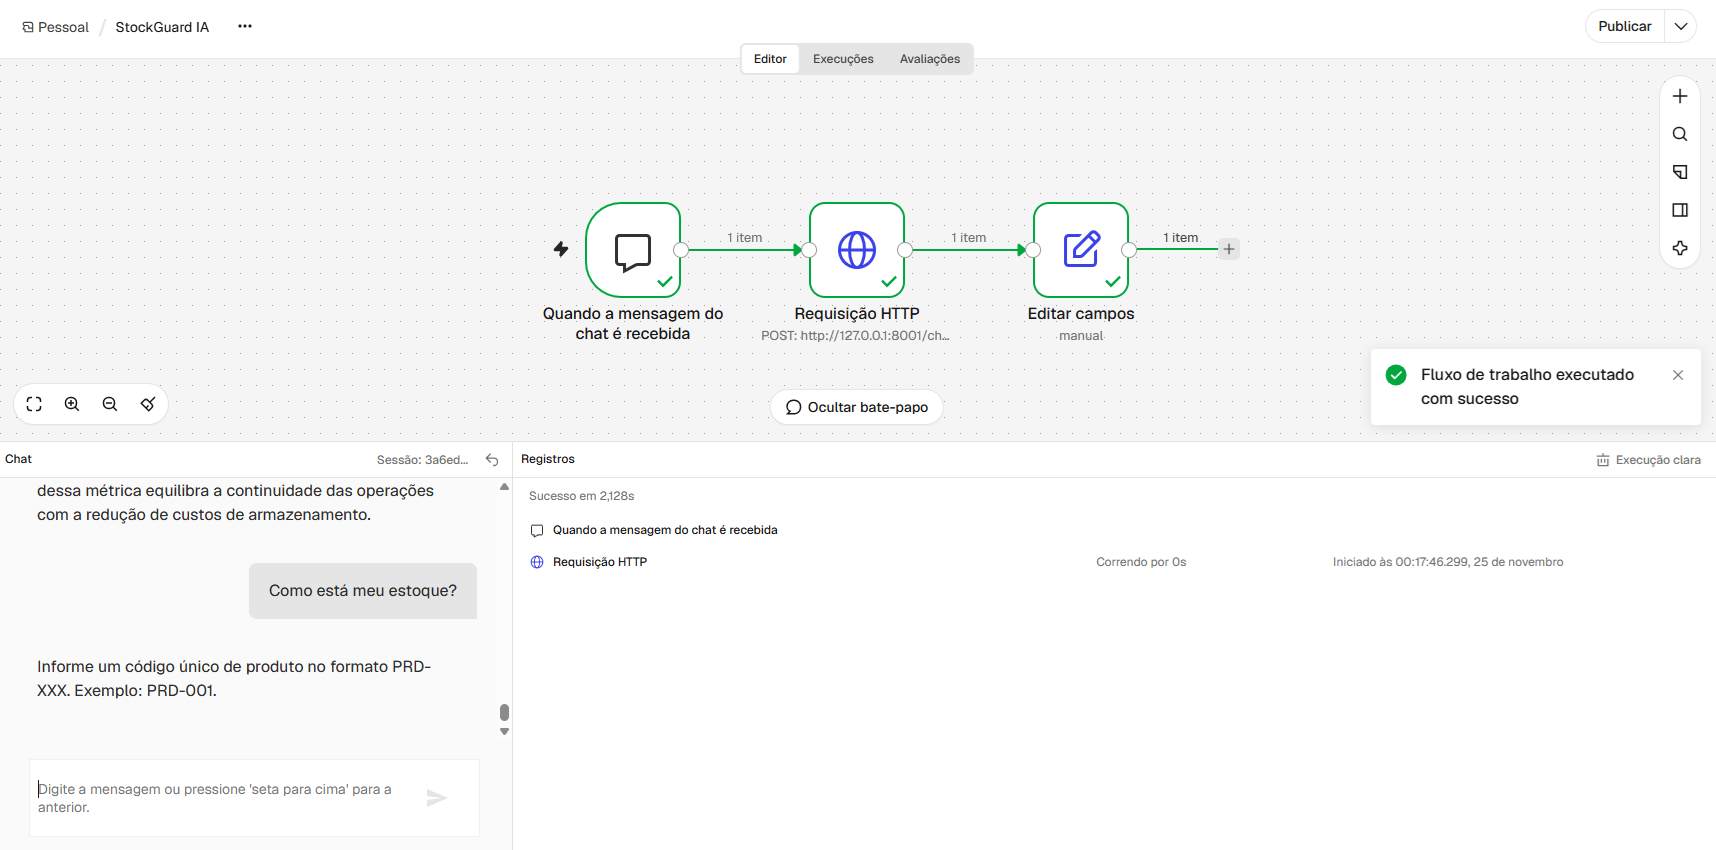 Pessoal / StockGuard IA ...
Publicar
Editor Execuções Avaliações
1 item
1 item
1 item
Quando a mensagem do
chat é recebida
Requisição HTTP
POST: http://127.0.0.1:8001/ch...
Editar campos
manual
Fluxo de trabalho executado
com sucesso
Ocultar bate-papo
Chat
Sessão: 3a6ed...
dessa métrica equilibra a continuidade das operações
com a redução de custos de armazenamento.
Como está meu estoque?
Informe um código único de produto no formato PRD-
XXX. Exemplo: PRD-001.
Digite a mensagem ou pressione 'seta para cima' para a
anterior.
Registros
Execução clara
Sucesso em 2,128s
Quando a mensagem do chat é recebida
Requisição HTTP Correndo por 0s Iniciado às 00:17:46.299, 25 de novembro